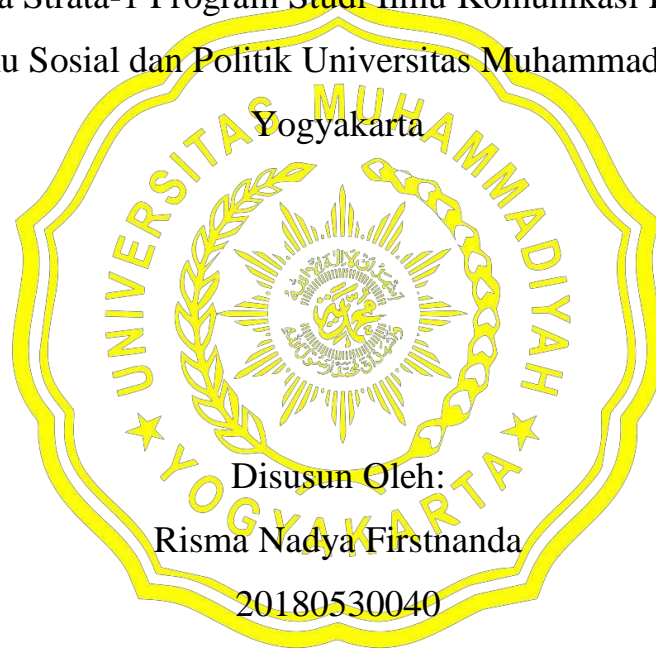 Strata-1 Program Studi Ilmu Komunikasi
Sosial dan Politik Universitas
Yogyakarta
UNIVERSITAS MUHAMMADIYAH
YOGYAKARTA
Disusun Oleh:
Risma Nadya Firstnanda
20180530040